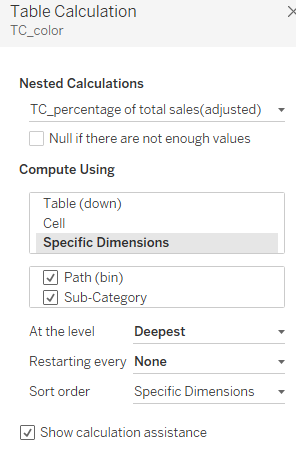 Table Calculation
TC_color
Nested Calculations
TC_percentage of total sales(adjusted)
Null if there are not enough values
Compute Using
Table (down)
Cell
Specific Dimensions
Path (bin)
Sub-Category
At the level Deepest
Restarting every None
Sort order Specific Dimensions
Show calculation assistance